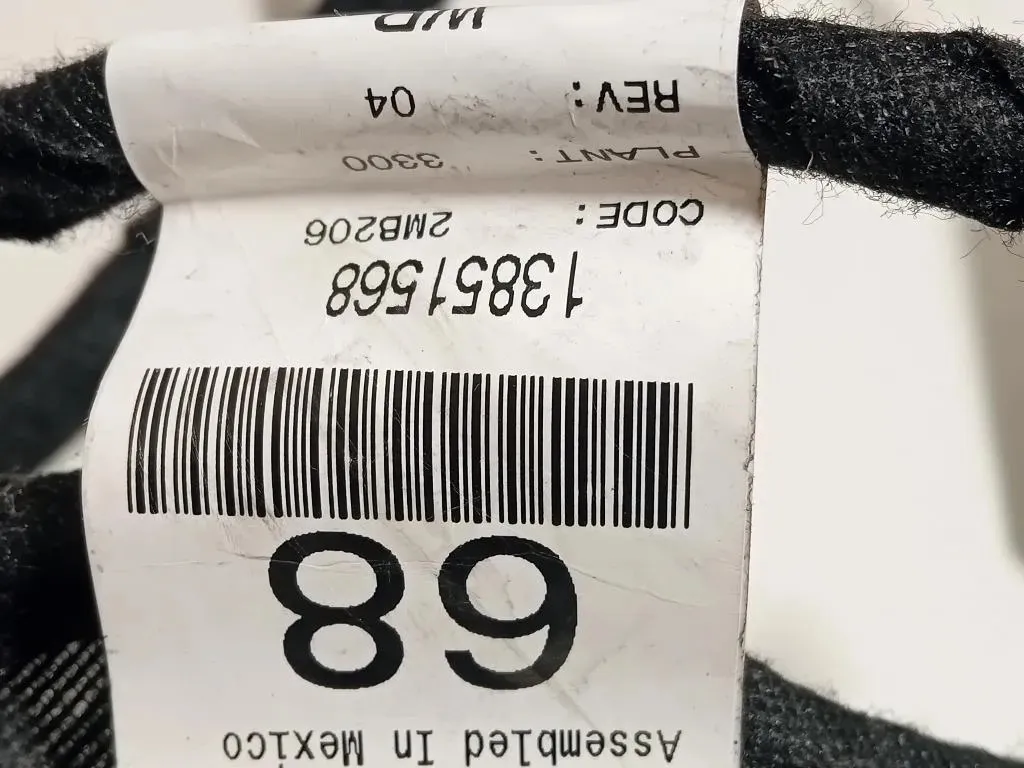 Assembled In Mexico
68
13851568
CODE: 2MB206
PLANT: 3300
REV: 04